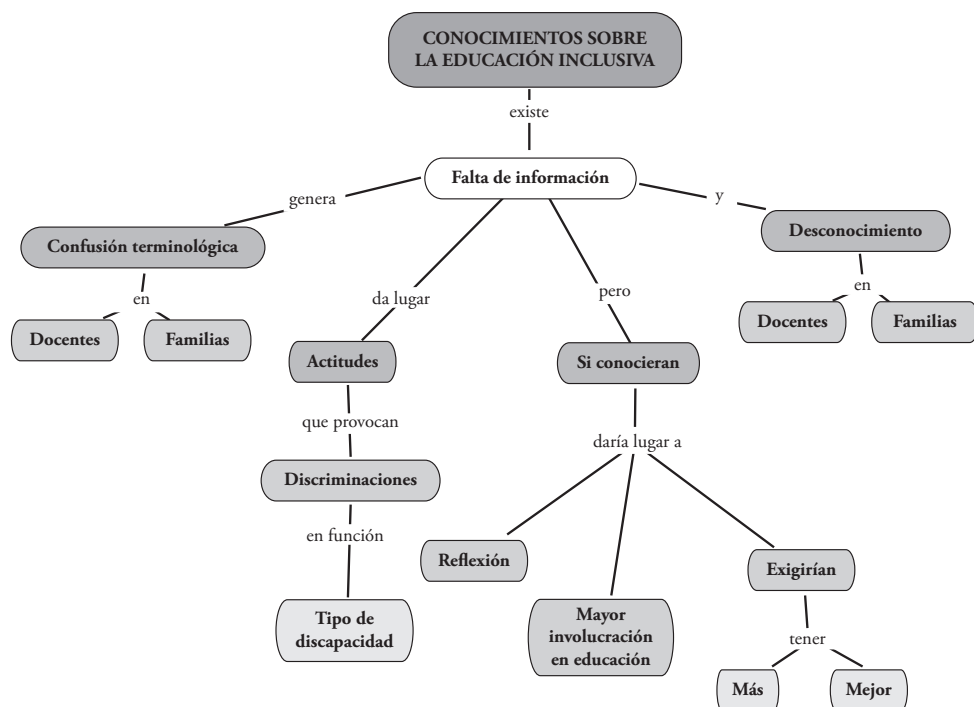 CONOCIMIENTOS SOBRE
LA EDUCACIÓN INCLUSIVA
existe
Falta de información
genera
y
Confusión terminológica
Desconocimiento
en
en
da lugar
pero
Docentes
Familias
Docentes
Familias
Actitudes
Si conocieran
que provocan
daría lugar a
Discriminaciones
en función
Reflexión
Exigirían
Tipo de
discapacidad
Mayor
involucración
en educación
tener
Más
Mejor